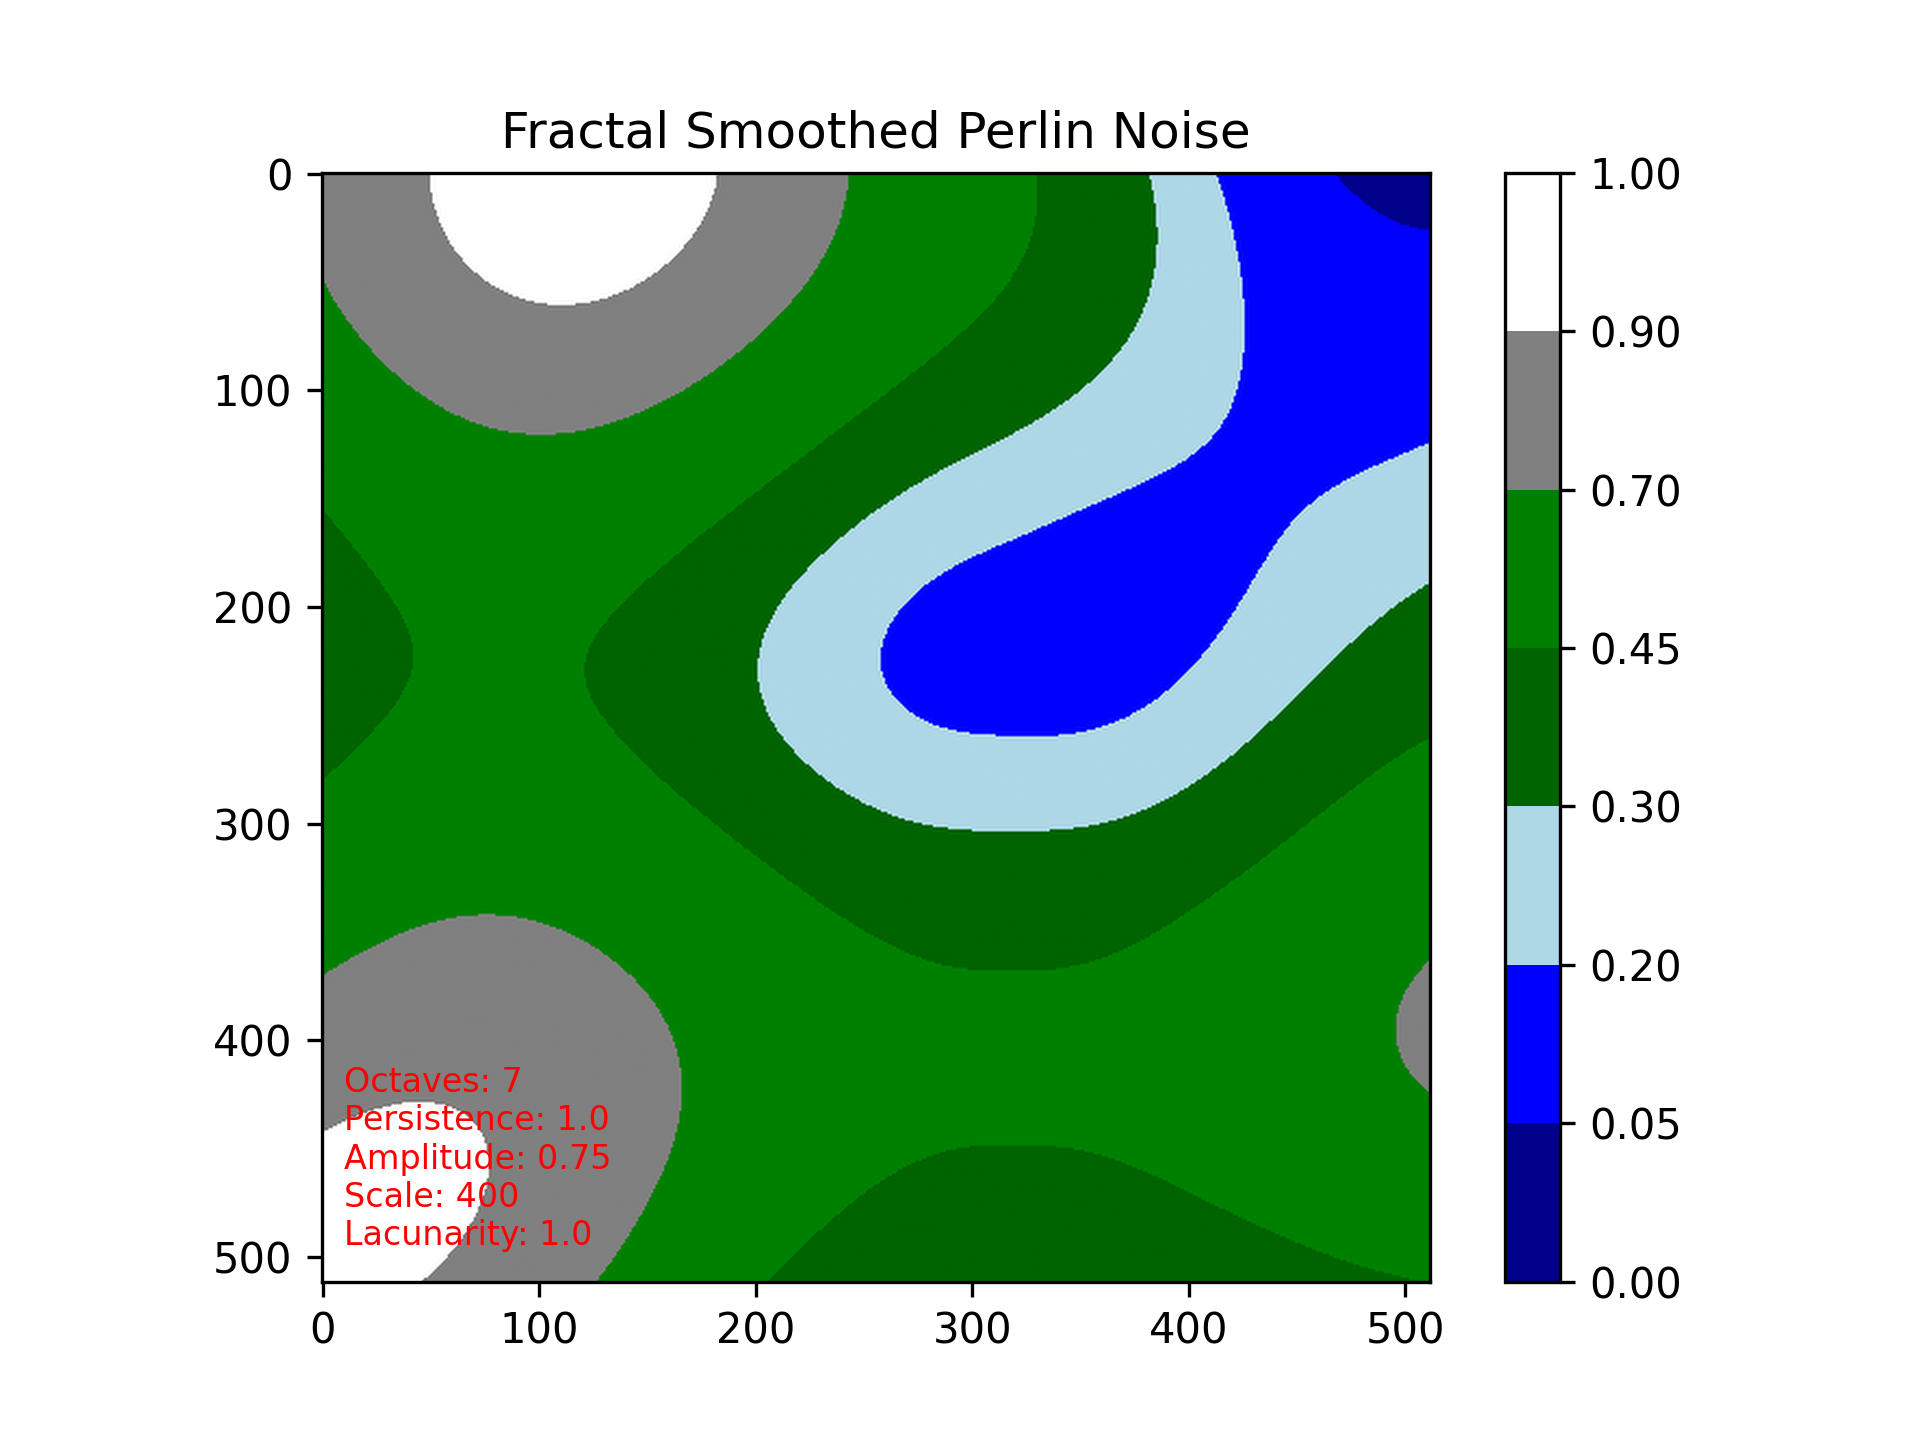 Fractal Smoothed Perlin Noise
0
100
200
300
400
500
0 100 200 300 400 500
Octaves: 7
Persistence: 1.0
Amplitude: 0.75
Scale: 400
Lacunarity: 1.0
1.00
0.90
0.70
0.45
0.30
0.20
0.05
0.00